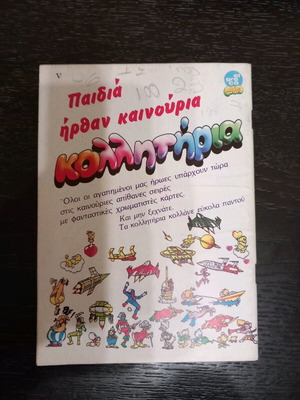 Παιδιά
ήρθαν καινούρια
κολλητήρια
Όλοι οι αγαπημένοι μας ήρωες υπάρχουν τώρα
στις καινούριες απίθανες σειρές
με φανταστικές χρωματιστές κάρτες.
Και μην ξεχνάτε.
Τα κολλητήρια κολλάνε εύκολα παντού